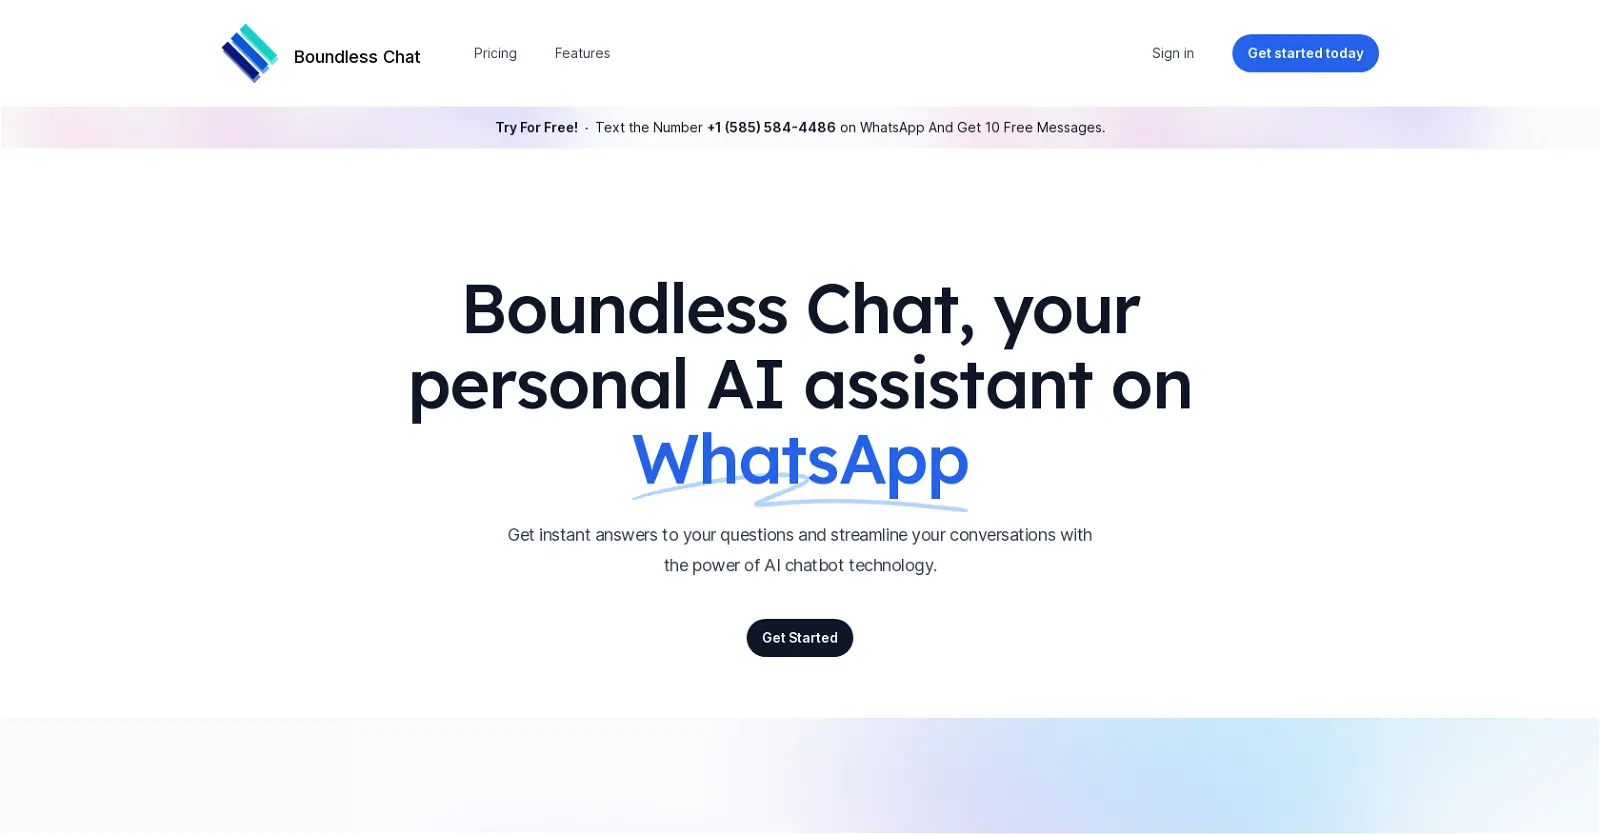 Boundless Chat
Pricing
Features
Sign in
Get started today
Try For Free! · Text the Number +1 (585) 584-4486 on WhatsApp And Get 10 Free Messages.
Boundless Chat, your
personal AI assistant on
WhatsApp
Get instant answers to your questions and streamline your conversations with
the power of AI chatbot technology.
Get Started